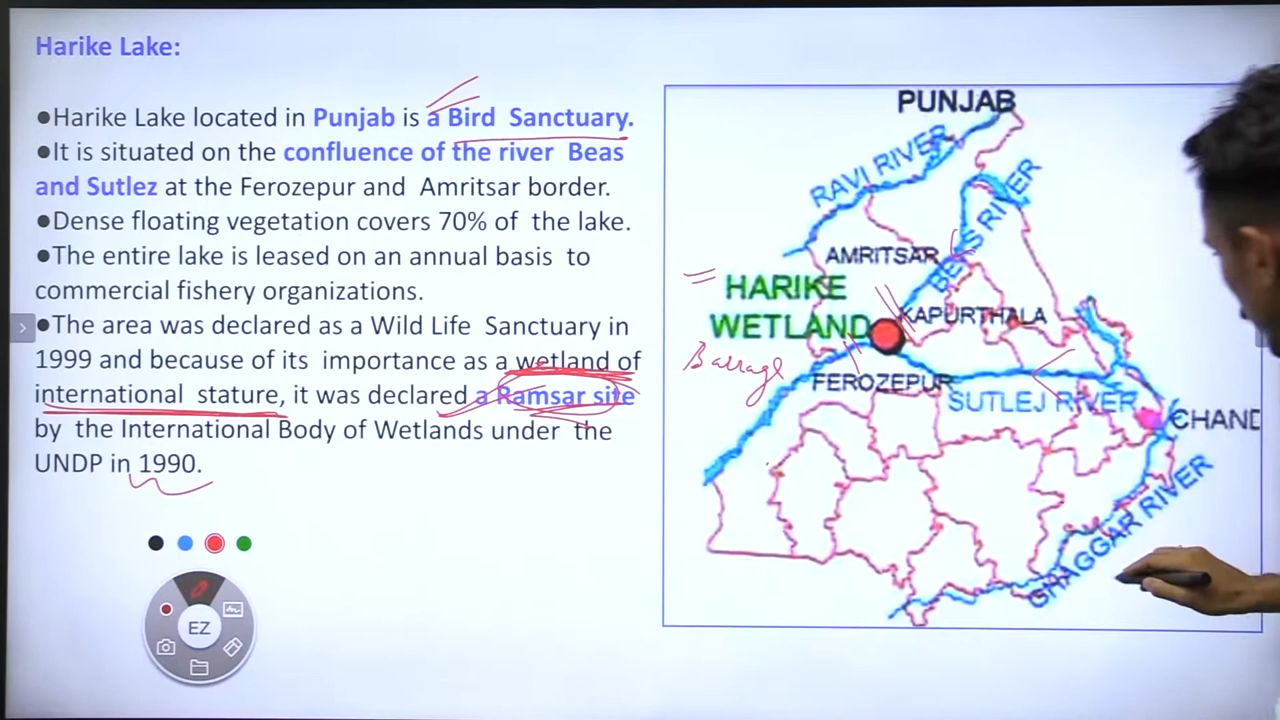 Harike Lake:
●Harike Lake located in Punjab is a Bird Sanctuary.
●It is situated on the confluence of the river Beas
and Sutlez at the Ferozepur and Amritsar border.
●Dense floating vegetation covers 70% of the lake.
●The entire lake is leased on an annual basis to
commercial fishery organizations.
●The area was declared as a Wild Life Sanctuary in
1999 and because of its importance as a wetland of
international stature, it was declared a Ramsar site
by the International Body of Wetlands under the
UNDP in 1990.
EZ
PUNJAB
RAVI RIVER
BEAS RIVER
AMRITSAR
HARIKE
WETLAND
KAPURTHALA
Barrage
FEROZEPUR
SUTLEJ RIVER
CHAND
GHAGGAR RIVER